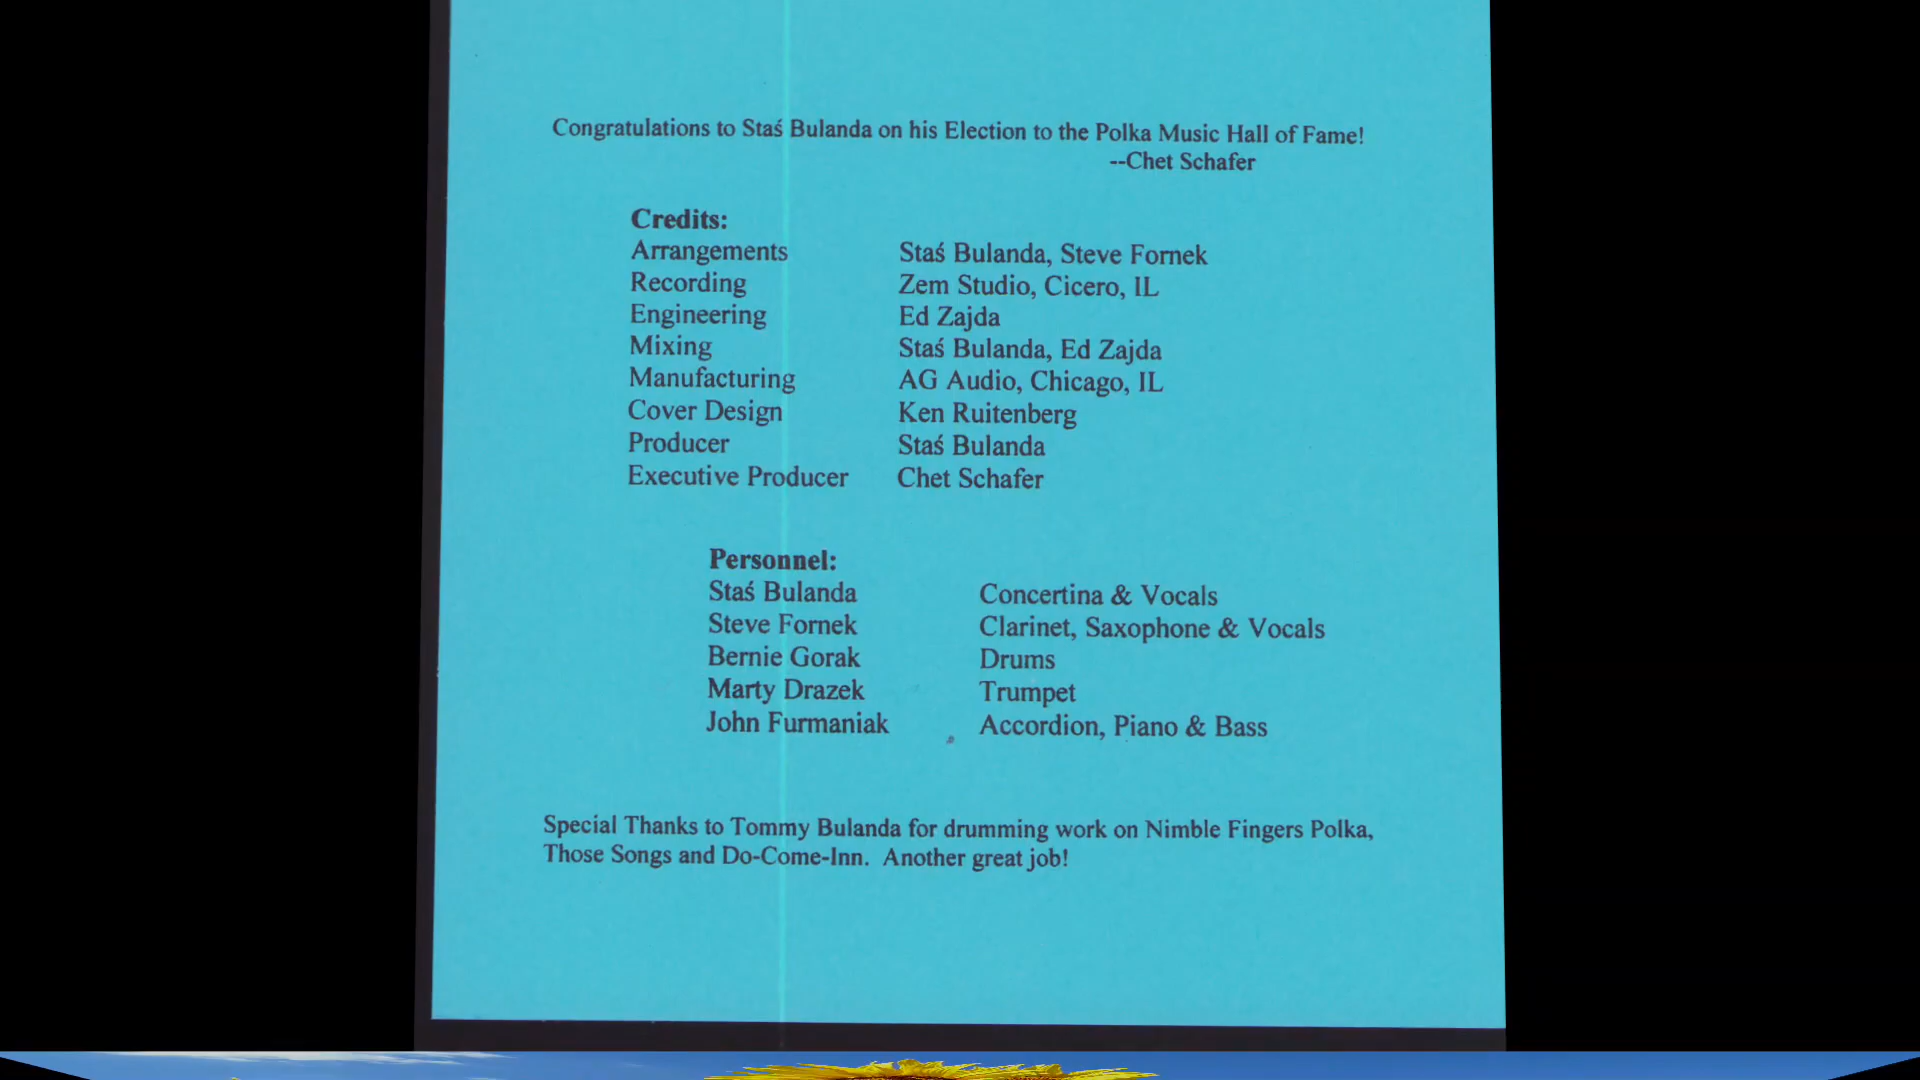 Congratulations to Staś Bulanda on his Election to the Polka Music Hall of Fame!
--Chet Schafer
Credits:
Arrangements Staś Bulanda, Steve Fornek
Recording Zem Studio, Cicero, IL
Engineering Ed Zajda
Mixing Staś Bulanda, Ed Zajda
Manufacturing AG Audio, Chicago, IL
Cover Design Ken Ruitenberg
Producer Staś Bulanda
Executive Producer Chet Schafer
Personnel:
Staś Bulanda Concertina & Vocals
Steve Fornek Clarinet, Saxophone & Vocals
Bernie Gorak Drums
Marty Drazek Trumpet
John Furmaniak Accordion, Piano & Bass
Special Thanks to Tommy Bulanda for drumming work on Nimble Fingers Polka,
Those Songs and Do-Come-Inn. Another great job!